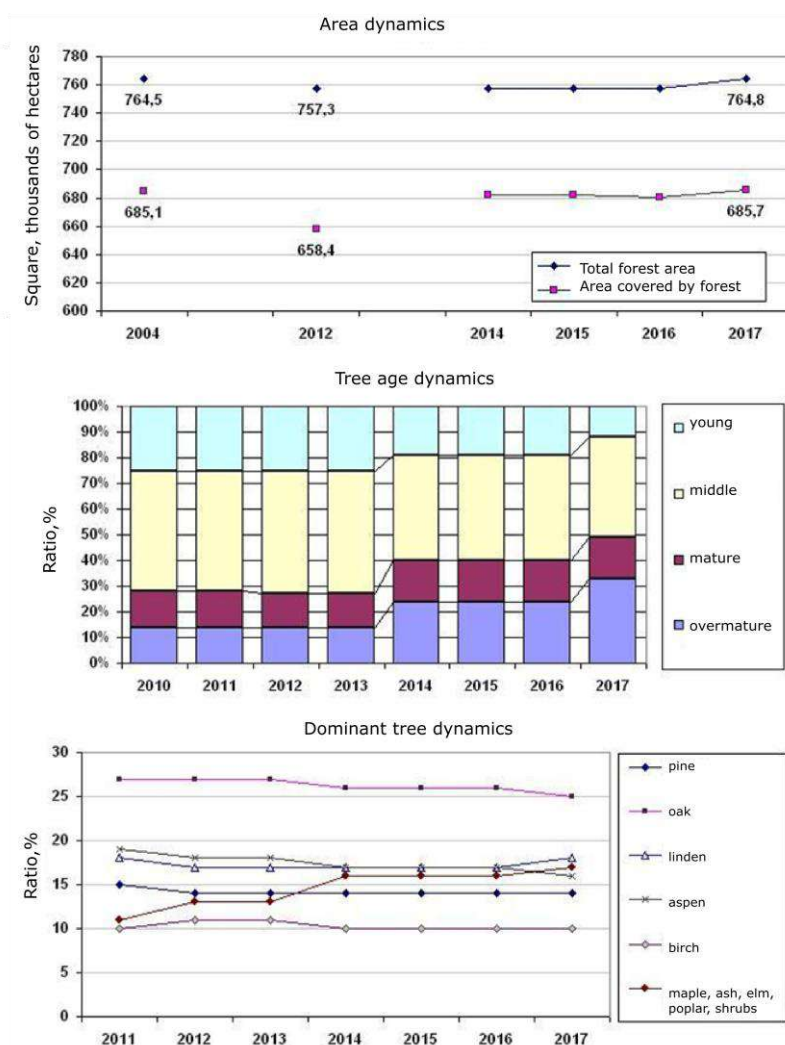 Area dynamics
Square, thousands of hectares
780
760
740
720
700
680
660
640
620
600
764,5
757,3
764,8
685,1
658,4
685,7
Total forest area
Area covered by forest
2004
2012
2014
2015
2016
2017
Tree age dynamics
Ratio,%
100%
90%
80%
70%
60%
50%
40%
30%
20%
10%
0%
young
middle
mature
overmature
2010
2011
2012
2013
2014
2015
2016
2017
Dominant tree dynamics
Ratio,%
30
25
20
15
10
5
0
pine
oak
linden
aspen
birch
maple, ash, elm,
poplar, shrubs
2011
2012
2013
2014
2015
2016
2017